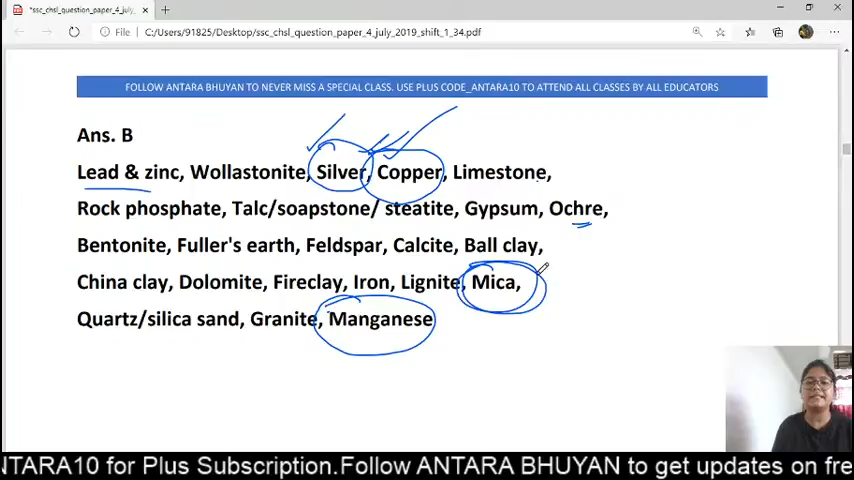 *ssc_chsl_question_paper_4_july_2019_shift_1_34.pdf
File | C:/Users/91825/Desktop/ssc_chsl_question_paper_4_july_2019_shift_1_34.pdf
FOLLOW ANTARA BHUYAN TO NEVER MISS A SPECIAL CLASS. USE PLUS CODE_ANTARA10 TO ATTEND ALL CLASSES BY ALL EDUCATORS
Ans. B
Lead & zinc, Wollastonite, Silver, Copper, Limestone,
Rock phosphate, Talc/soapstone/ steatite, Gypsum, Ochre,
Bentonite, Fuller's earth, Feldspar, Calcite, Ball clay,
China clay, Dolomite, Fireclay, Iron, Lignite, Mica,
Quartz/silica sand, Granite, Manganese
NTARA10 for Plus Subscription.Follow ANTARA BHUYAN to get updates on fre